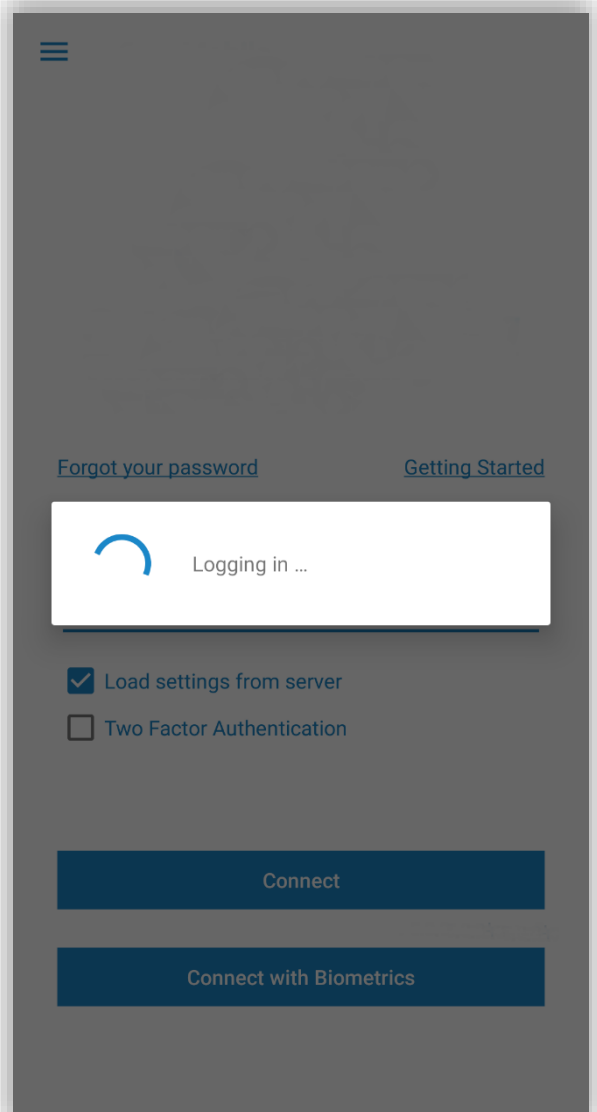 Forgot your password Getting Started
Logging in ...
Load settings from server
Two Factor Authentication
Connect
Connect with Biometrics